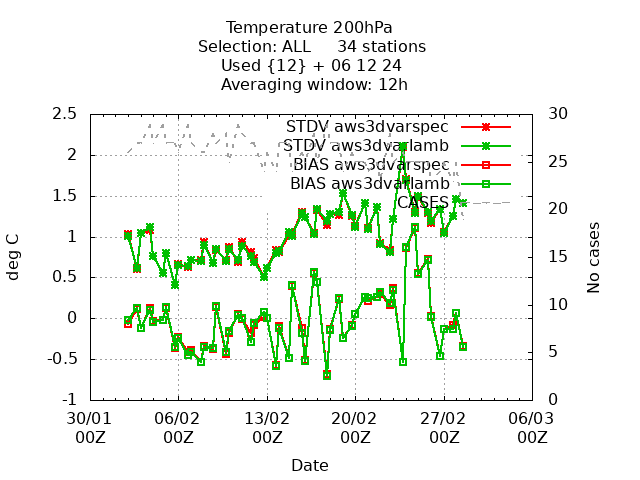 Temperature 200hPa
Selection: ALL     34 stations
Used {12} + 06 12 24
Averaging window: 12h
2.5
2
1.5
1
0.5
0
-0.5
-1
30
25
20
15
10
5
0
STDV aws3dvarspec
STDV aws3dvarlamb
BIAS aws3dvarspec
BIAS aws3dvarlamb
CASES
deg C
No cases
30/01 06/02 13/02 20/02 27/02 06/03
00Z 00Z 00Z 00Z 00Z 00Z
Date